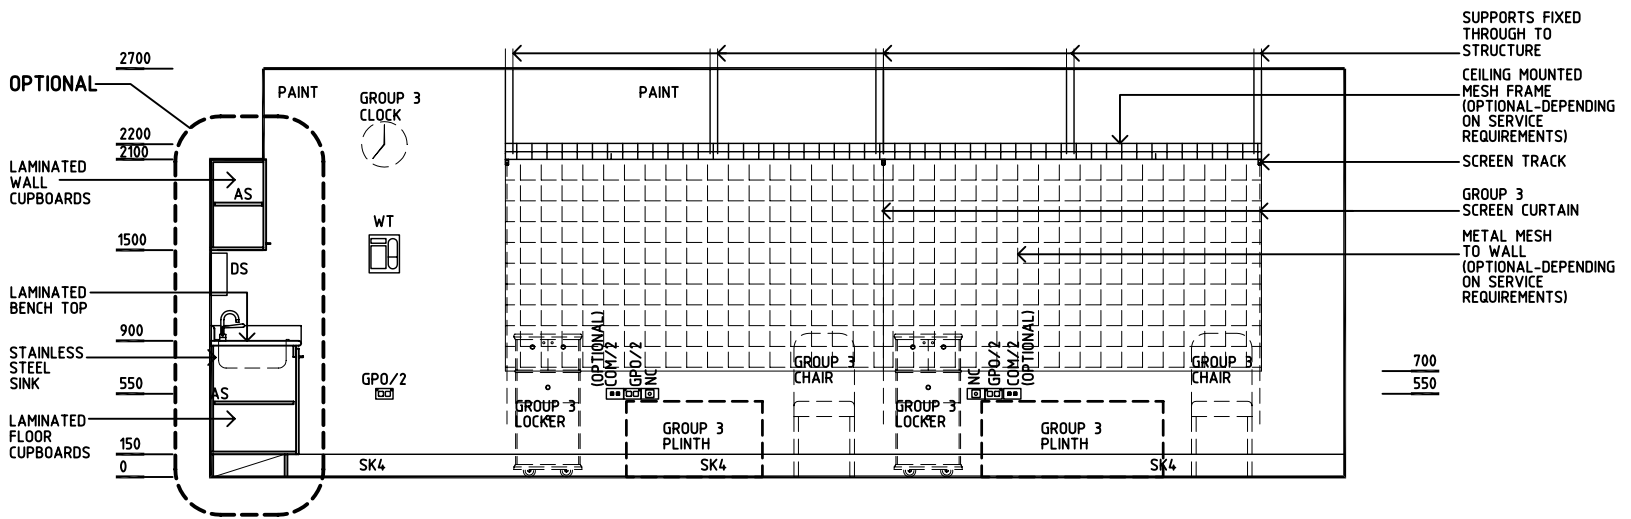 SUPPORTS FIXED
THROUGH TO
STRUCTURE
2700
OPTIONAL
PAINT
GROUP 3
CLOCK
PAINT
CEILING MOUNTED
MESH FRAME
(OPTIONAL-DEPENDING
ON SERVICE
REQUIREMENTS)
2200
2100
LAMINATED
WALL
CUPBOARDS
AS
SCREEN TRACK
GROUP 3
SCREEN CURTAIN
WT
1500
METAL MESH
TO WALL
(OPTIONAL-DEPENDING
ON SERVICE
REQUIREMENTS)
DS
LAMINATED
BENCH TOP
900
STAINLESS
STEEL
SINK
550
AS
GPO/2
(OPTIONAL)
COM/2
GPO/2
NC
GROUP 3
CHAIR
NC
GPO/2
COM/2
(OPTIONAL)
GROUP 3
CHAIR
700
550
GROUP 3
LOCKER
GROUP 3
LOCKER
LAMINATED
FLOOR
CUPBOARDS
GROUP 3
PLINTH
GROUP 3
PLINTH
150
0
SK4
SK4
SK4